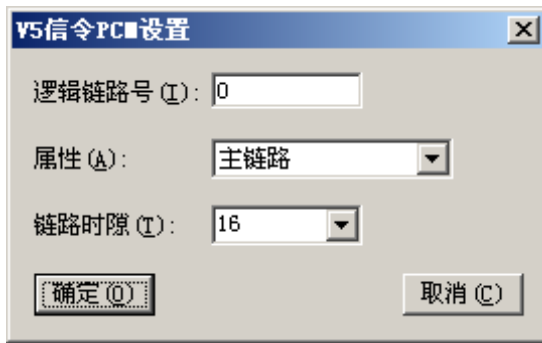 V5信令PCM设置
逻辑链路号(I): 0
属性(A): 主链路
链路时隙(T): 16
确定(O) 取消(C)